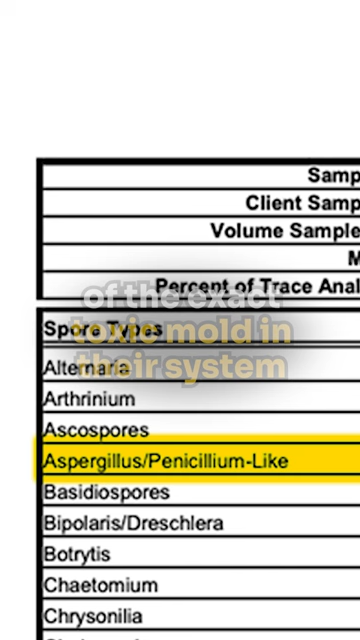 Samp
Client Samp
Volume Sample
M
Percent of Trace Anal
of the exact
Spore Types
toxic mold in
Alternaria
their system
Arthrinium
Ascospores
Aspergillus/Penicillium-Like
Basidiospores
Bipolaris/Dreschlera
Botrytis
Chaetomium
Chrysonilia